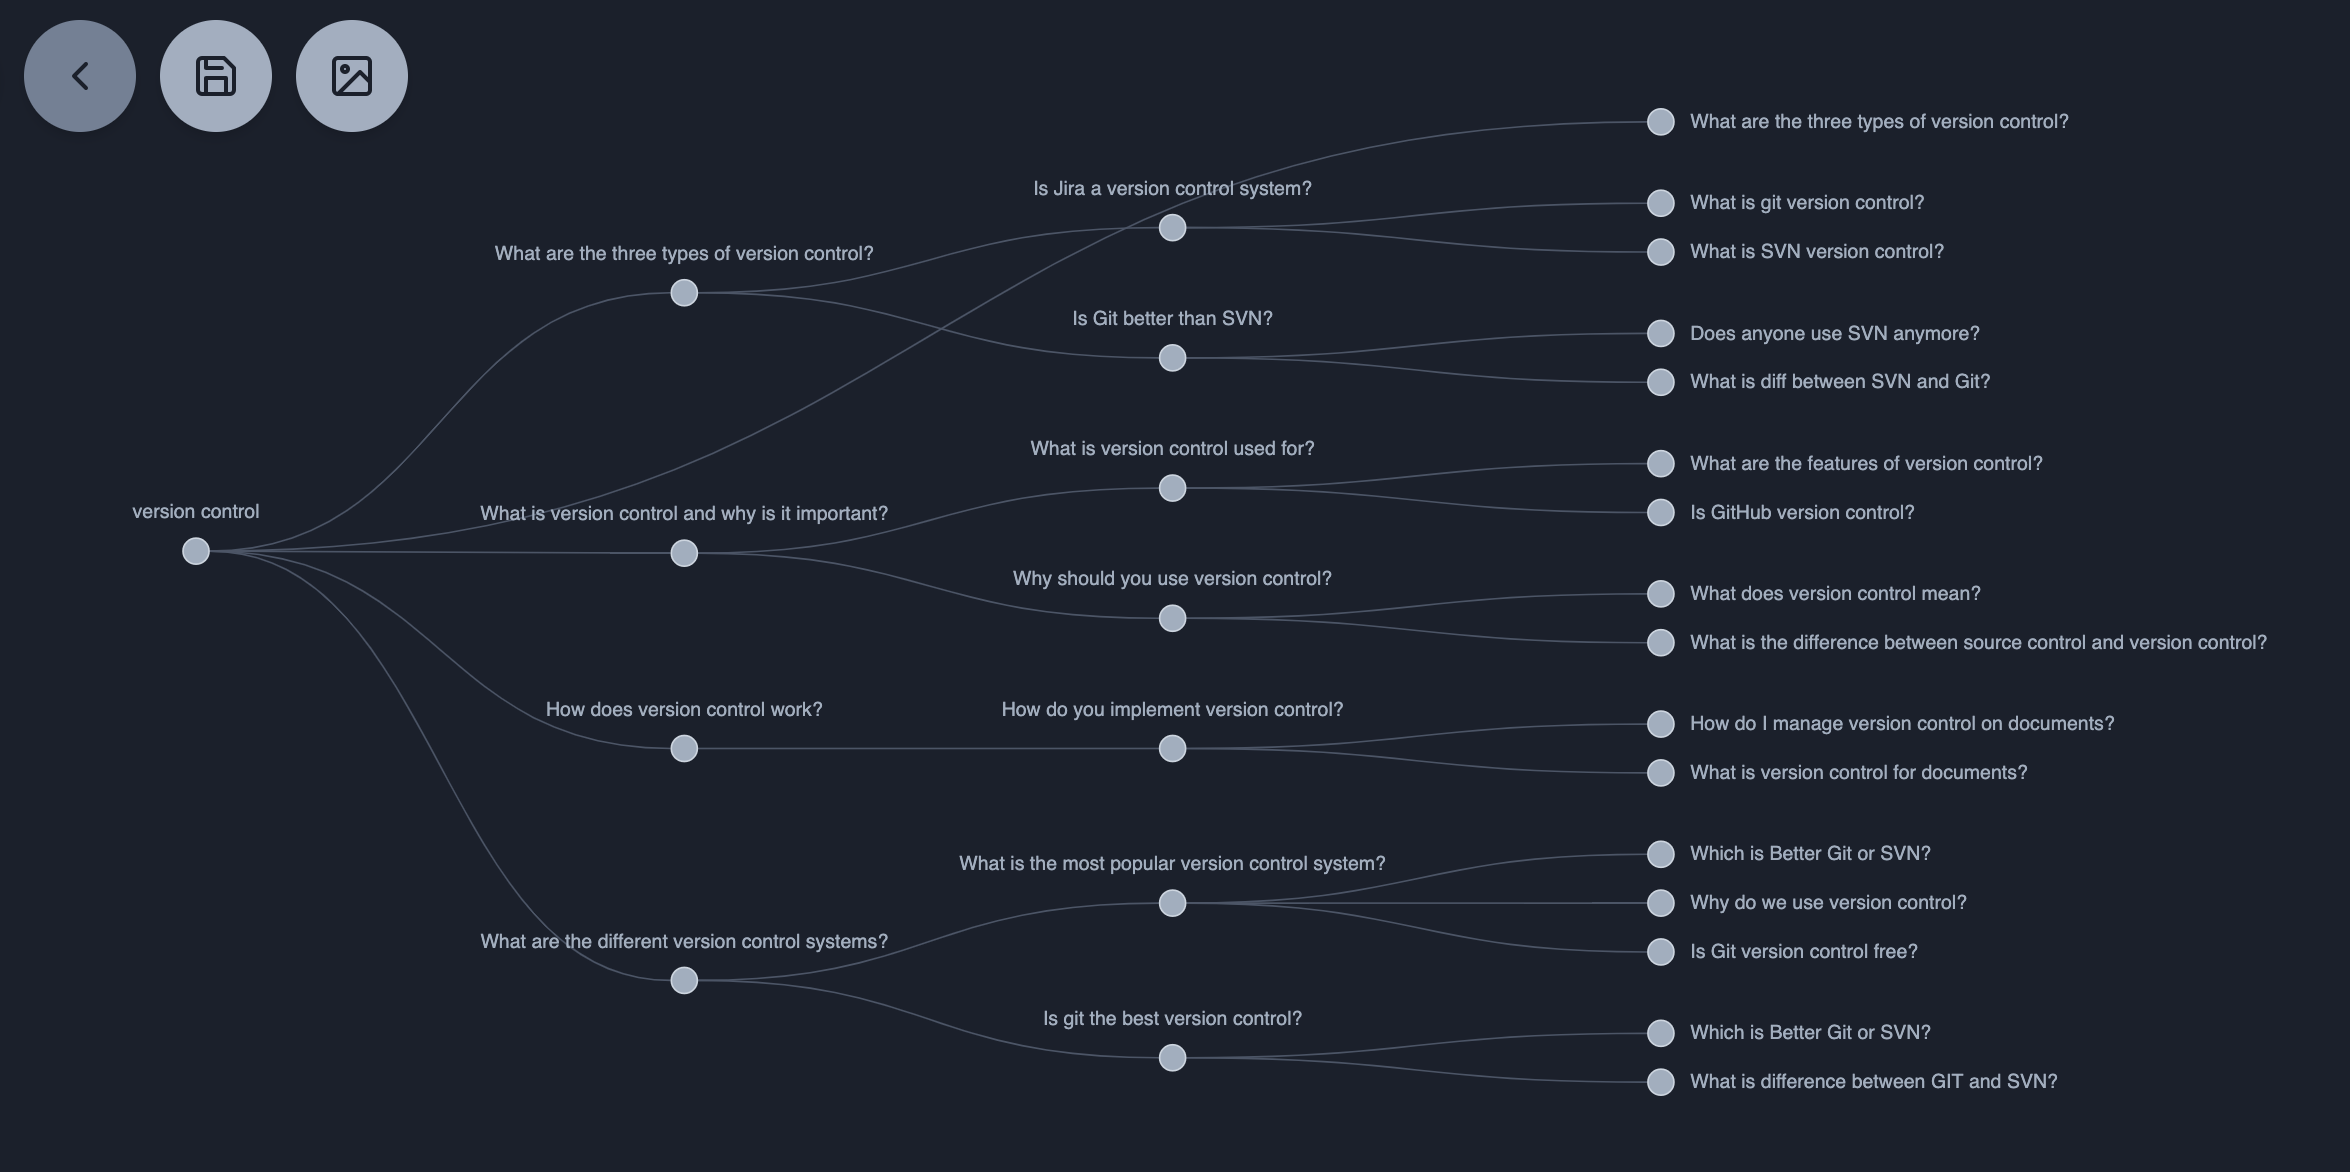 What are the three types of version control?
Is Jira a version control system?
What is git version control?
What are the three types of version control?
What is SVN version control?
Is Git better than SVN?
Does anyone use SVN anymore?
What is diff between SVN and Git?
What is version control used for?
What are the features of version control?
version control
What is version control and why is it important?
Is GitHub version control?
Why should you use version control?
What does version control mean?
What is the difference between source control and version control?
How does version control work?
How do you implement version control?
How do I manage version control on documents?
What is version control for documents?
What is the most popular version control system?
Which is Better Git or SVN?
Why do we use version control?
What are the different version control systems?
Is Git version control free?
Is git the best version control?
Which is Better Git or SVN?
What is difference between GIT and SVN?